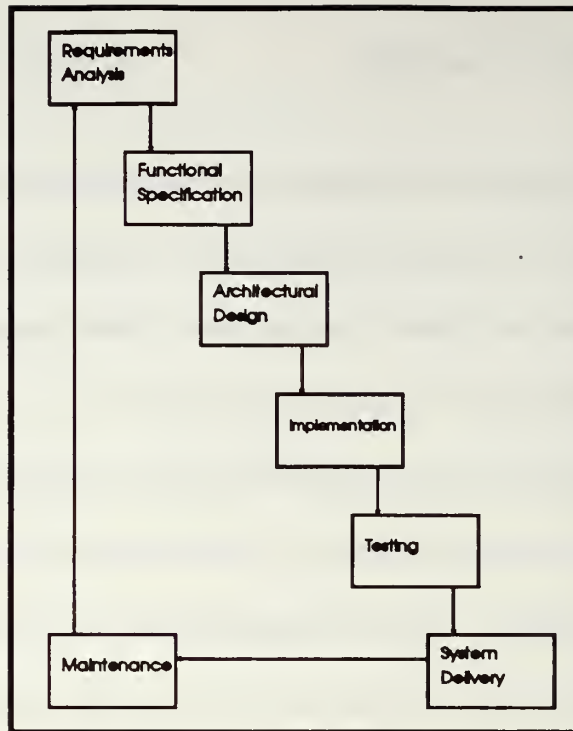 Requirements
Analysis
Functional
Specification
Architectural
Design
Implementation
Testing
System
Delivery
Maintenance